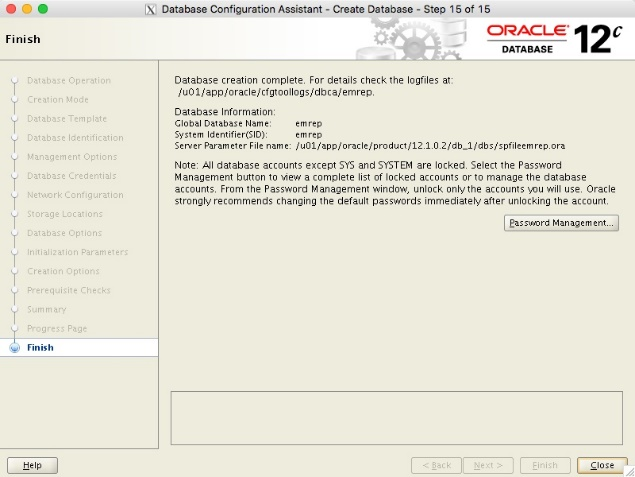 Database Configuration Assistant - Create Database - Step 15 of 15
Finish
ORACLE
DATABASE
12c
Database Operation
Creation Mode
Database Template
Database Identification
Management Options
Database Credentials
Network Configuration
Storage Locations
Database Options
Initialization Parameters
Creation Options
Prerequisite Checks
Summary
Progress Page
Finish
Database creation complete. For details check the logfiles at:
/u01/app/oracle/cfgtoollogs/dbca/emrep.
Database Information:
Global Database Name: emrep
System Identifier(SID): emrep
Server Parameter File name: /u01/app/oracle/product/12.1.0.2/db_1/dbs/spfileemrep.ora
Note: All database accounts except SYS and SYSTEM are locked. Select the Password
Management button to view a complete list of locked accounts or to manage the database
accounts. From the Password Management window, unlock only the accounts you will use. Oracle
strongly recommends changing the default passwords immediately after unlocking the account.
Password Management...
Help
< Back
Next >
Finish
Close